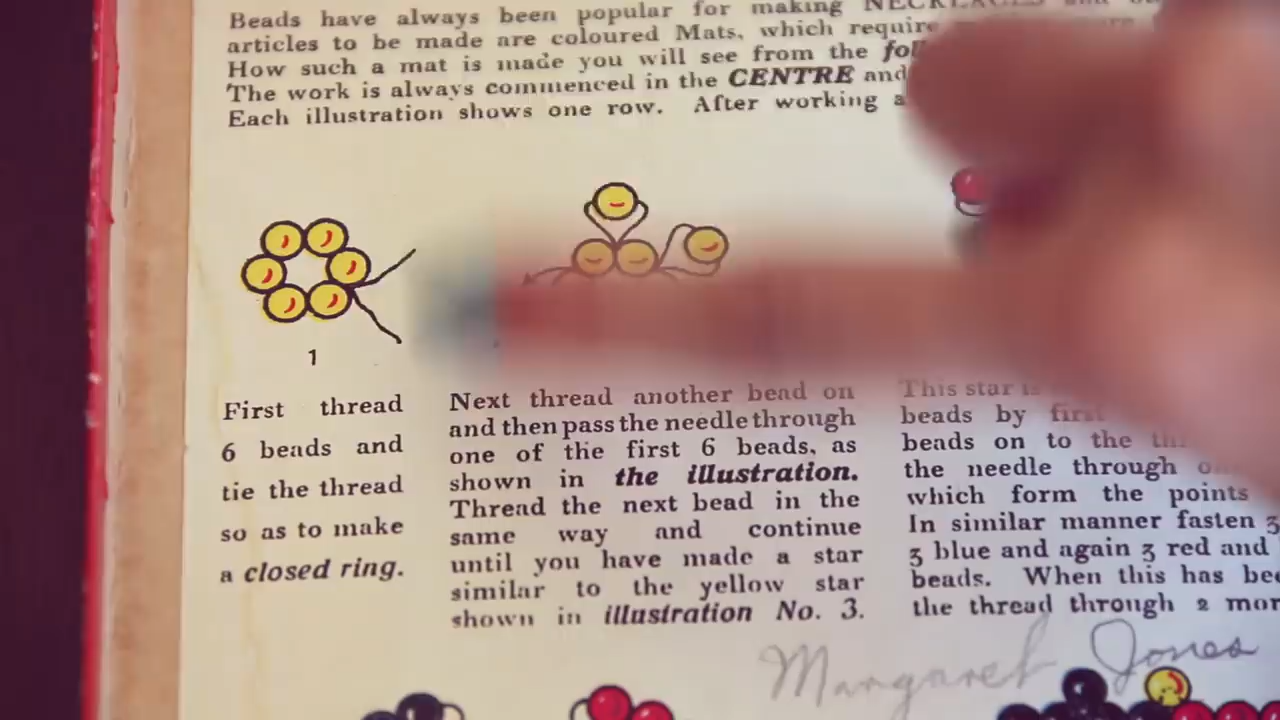 Beads have always been popular for making
articles to be made are coloured Mats, which require
How such a mat is made you will see from the
The work is always commenced in the CENTRE and
Each illustration shows one row. After working
1
First thread
6 beads and
tie the thread
so as to make
a closed ring.
Next thread another bead on
and then pass the needle through
one of the first 6 beads, as
shown in the illustration.
Thread the next bead in the
same way and continue
until you have made a star
similar to the yellow star
shown in illustration No. 3.
This star is
beads by
beads on to the
the needle through
which form the points
In similar manner fasten 3
3 blue and again 3 red and
beads. When this has
the thread through 2
Margaret Jones